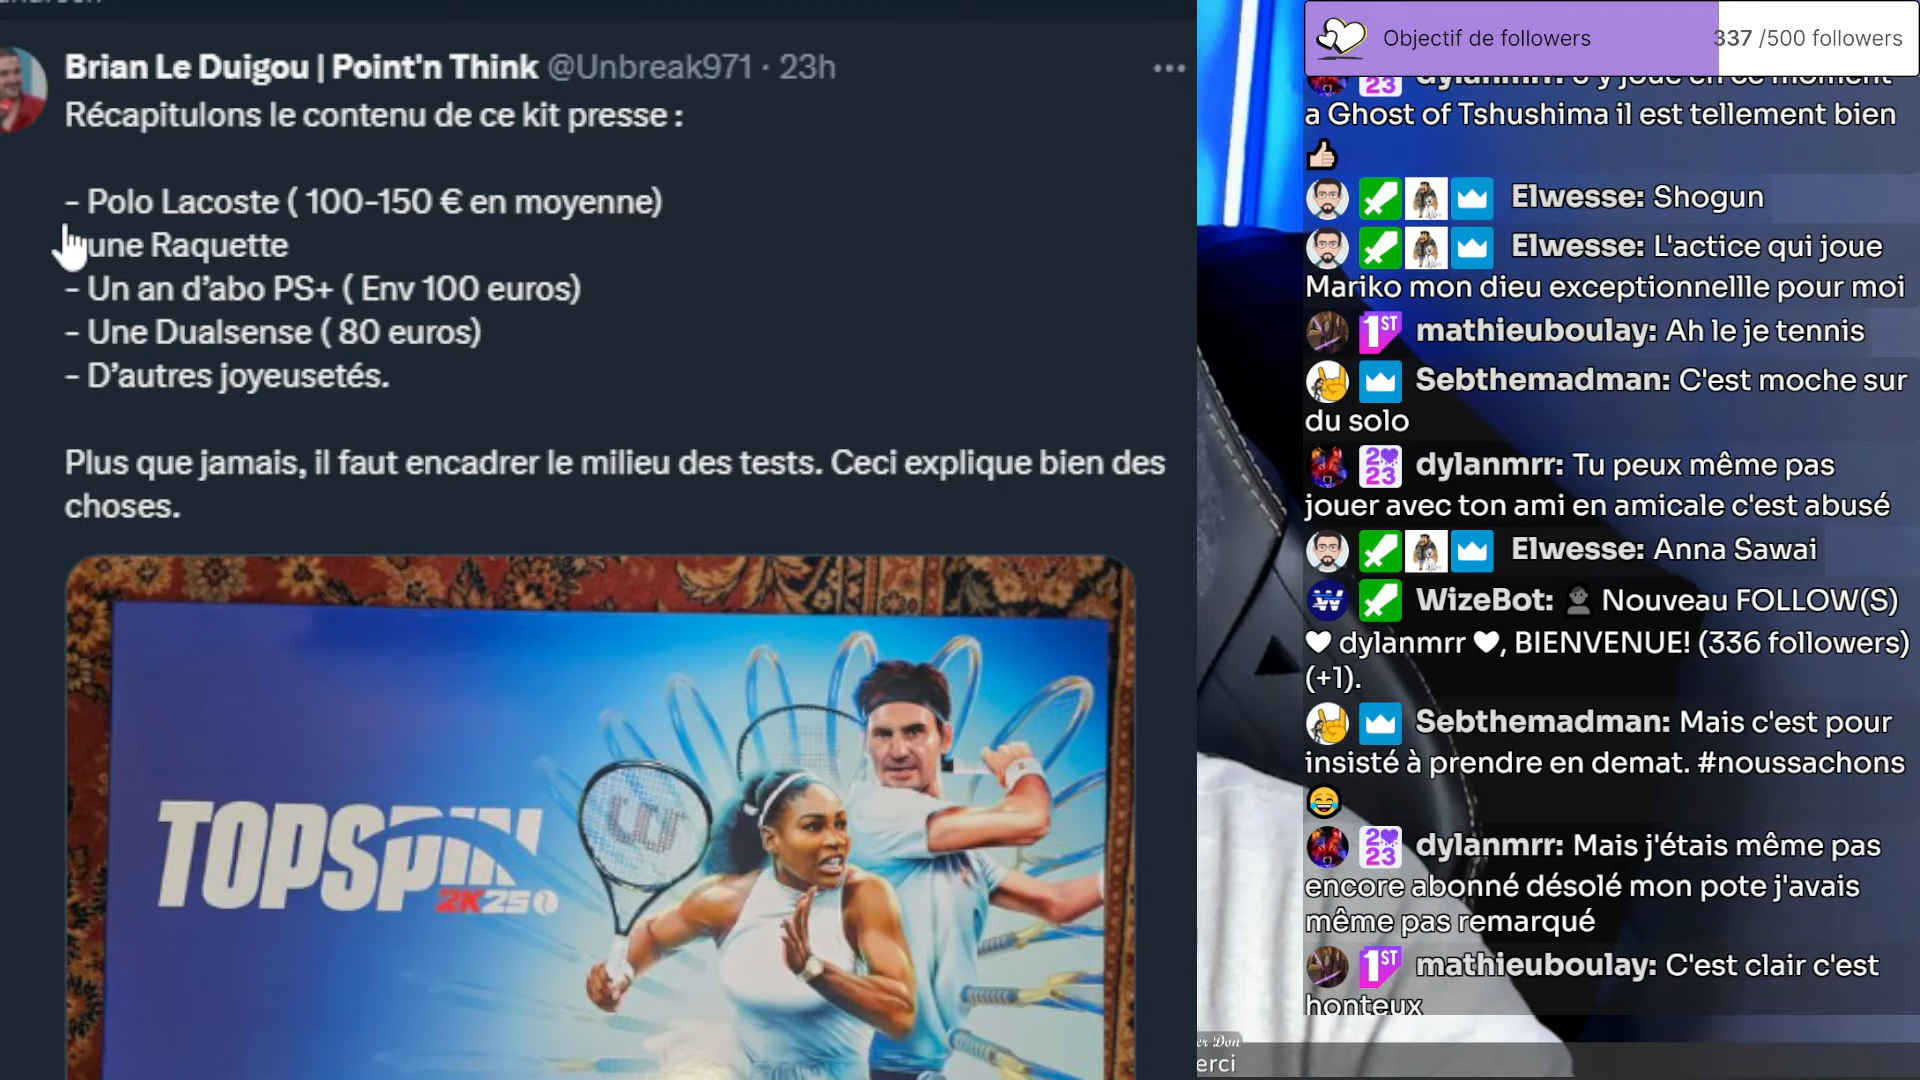 Brian Le Duigou | Point'n Think @Unbreak971 · 23h
Récapitulons le contenu de ce kit presse :
- Polo Lacoste ( 100-150 € en moyenne)
une Raquette
- Un an d’abo PS+ ( Env 100 euros)
- Une Dualsense ( 80 euros)
- D’autres joyeusetés.
Plus que jamais, il faut encadrer le milieu des tests. Ceci explique bien des
choses.
TOPSPIN
2K25
Objectif de followers
337 /500 followers
dylanmrr: J'y joue en ce moment
a Ghost of Tshushima il est tellement bien
👍🏻
Elwesse: Shogun
Elwesse: L'actice qui joue
Mariko mon dieu exceptionnellle pour moi
1ST mathieuboulay: Ah le je tennis
Sebthemadman: C'est moche sur
du solo
2023 dylanmrr: Tu peux même pas
jouer avec ton ami en amicale c'est abusé
Elwesse: Anna Sawai
WizeBot: 👤 Nouveau FOLLOW(S)
♥ dylanmrr ♥, BIENVENUE! (336 followers)
(+1).
Sebthemadman: Mais c'est pour
insisté à prendre en demat. #noussachons
😂
2023 dylanmrr: Mais j'étais même pas
encore abonné désolé mon pote j'avais
même pas remarqué
1ST mathieuboulay: C'est clair c'est
honteux
er Don
erci